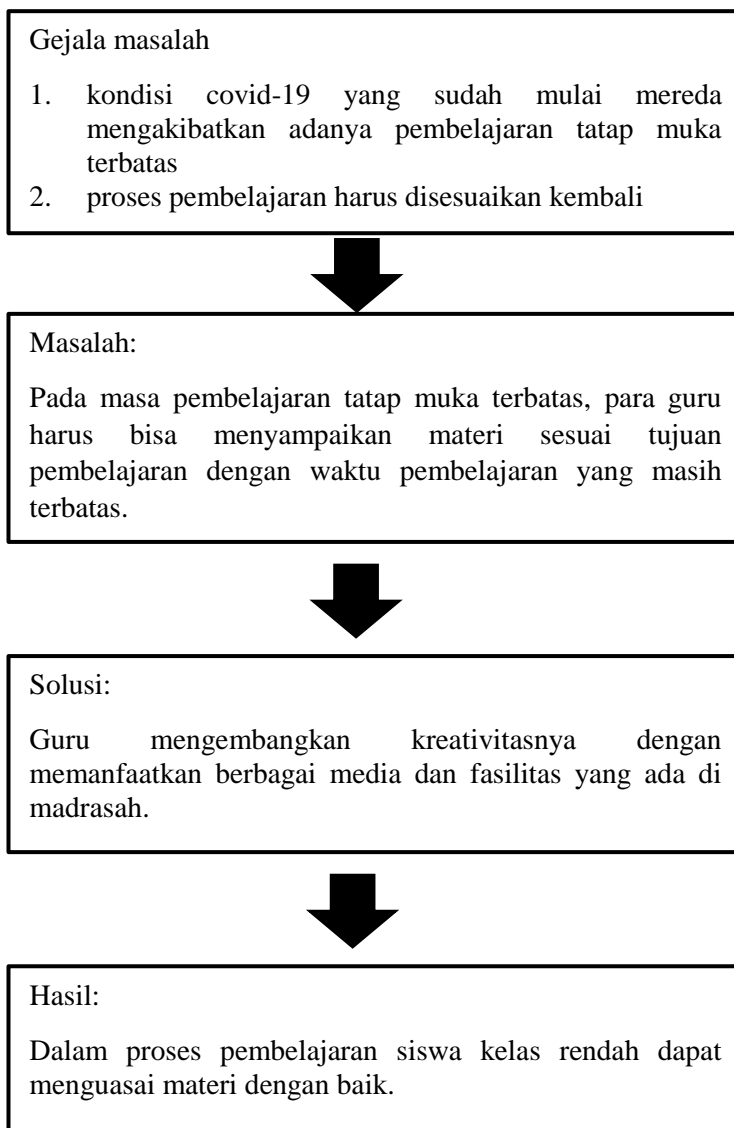 Gejala masalah
1. kondisi covid-19 yang sudah mulai mereda
mengakibatkan adanya pembelajaran tatap muka
terbatas
2. proses pembelajaran harus disesuaikan kembali
Masalah:
Pada masa pembelajaran tatap muka terbatas, para guru
harus bisa menyampaikan materi sesuai tujuan
pembelajaran dengan waktu pembelajaran yang masih
terbatas.
Solusi:
Guru mengembangkan kreativitasnya dengan
memanfaatkan berbagai media dan fasilitas yang ada di
madrasah.
Hasil:
Dalam proses pembelajaran siswa kelas rendah dapat
menguasai materi dengan baik.